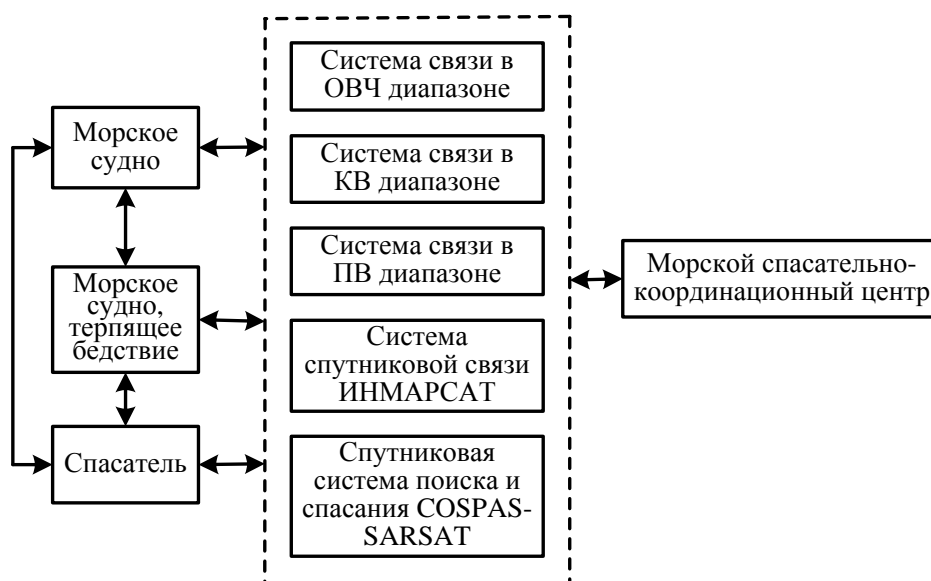 Морское
судно
Морское
судно,
терпящее
бедствие
Спасатель
Система связи в
ОВЧ диапазоне
Система связи в
КВ диапазоне
Система связи в
ПВ диапазоне
Система
спутниковой связи
ИНМАРСАТ
Спутниковая
система поиска и
спасания COSPAS-
SARSAT
Морской спасательно-
координационный центр